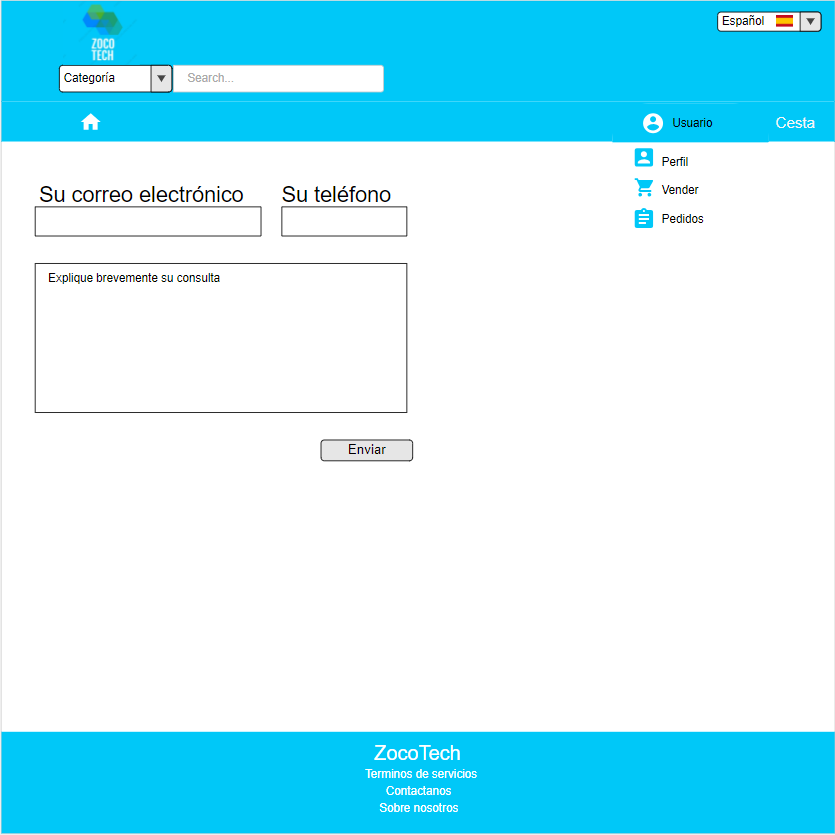 ZOCO
TECH
Español
Categoría
Search...
Usuario
Cesta
Perfil
Vender
Pedidos
Su correo electrónico
Su teléfono
Explique brevemente su consulta
Enviar
ZocoTech
Terminos de servicios
Contactanos
Sobre nosotros